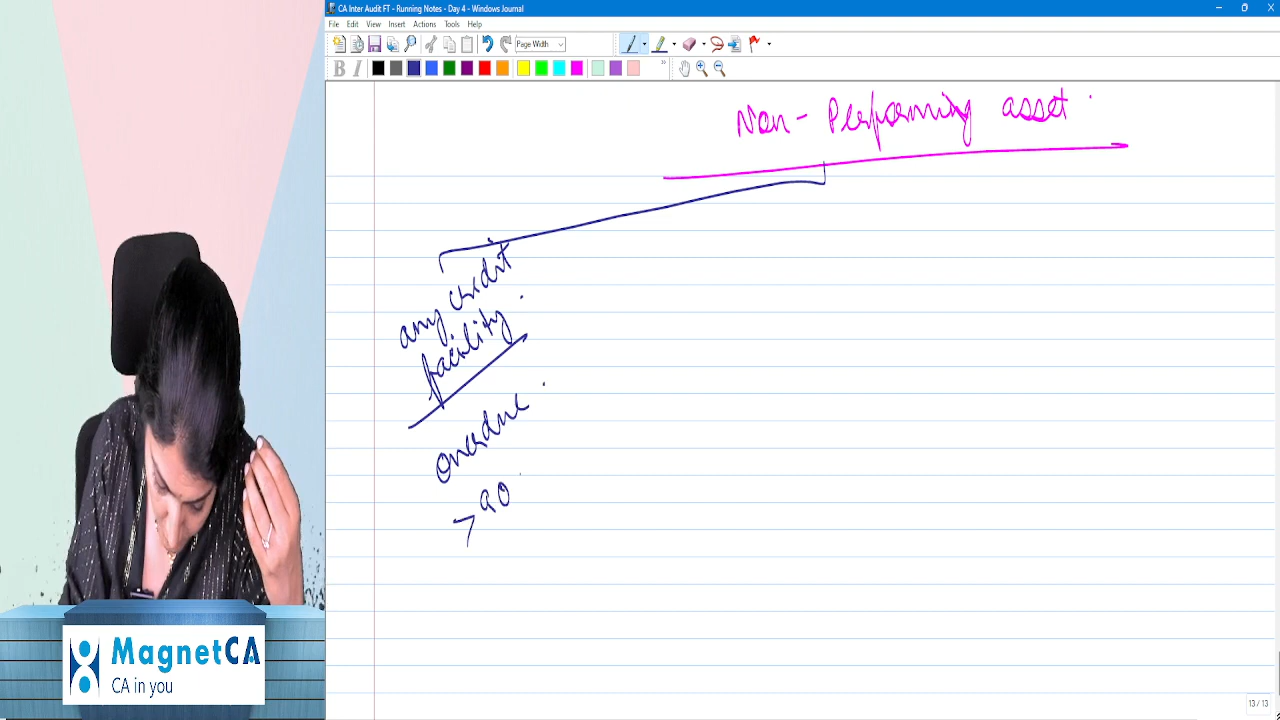 CA Inter Audit FT - Running Notes - Day 4 - Windows Journal
File Edit View Insert Actions Tools Help
Page Width
B I
Non - Performing asset
any credit
facility
overdue
> 90
MagnetCA
CA in you
13 / 13